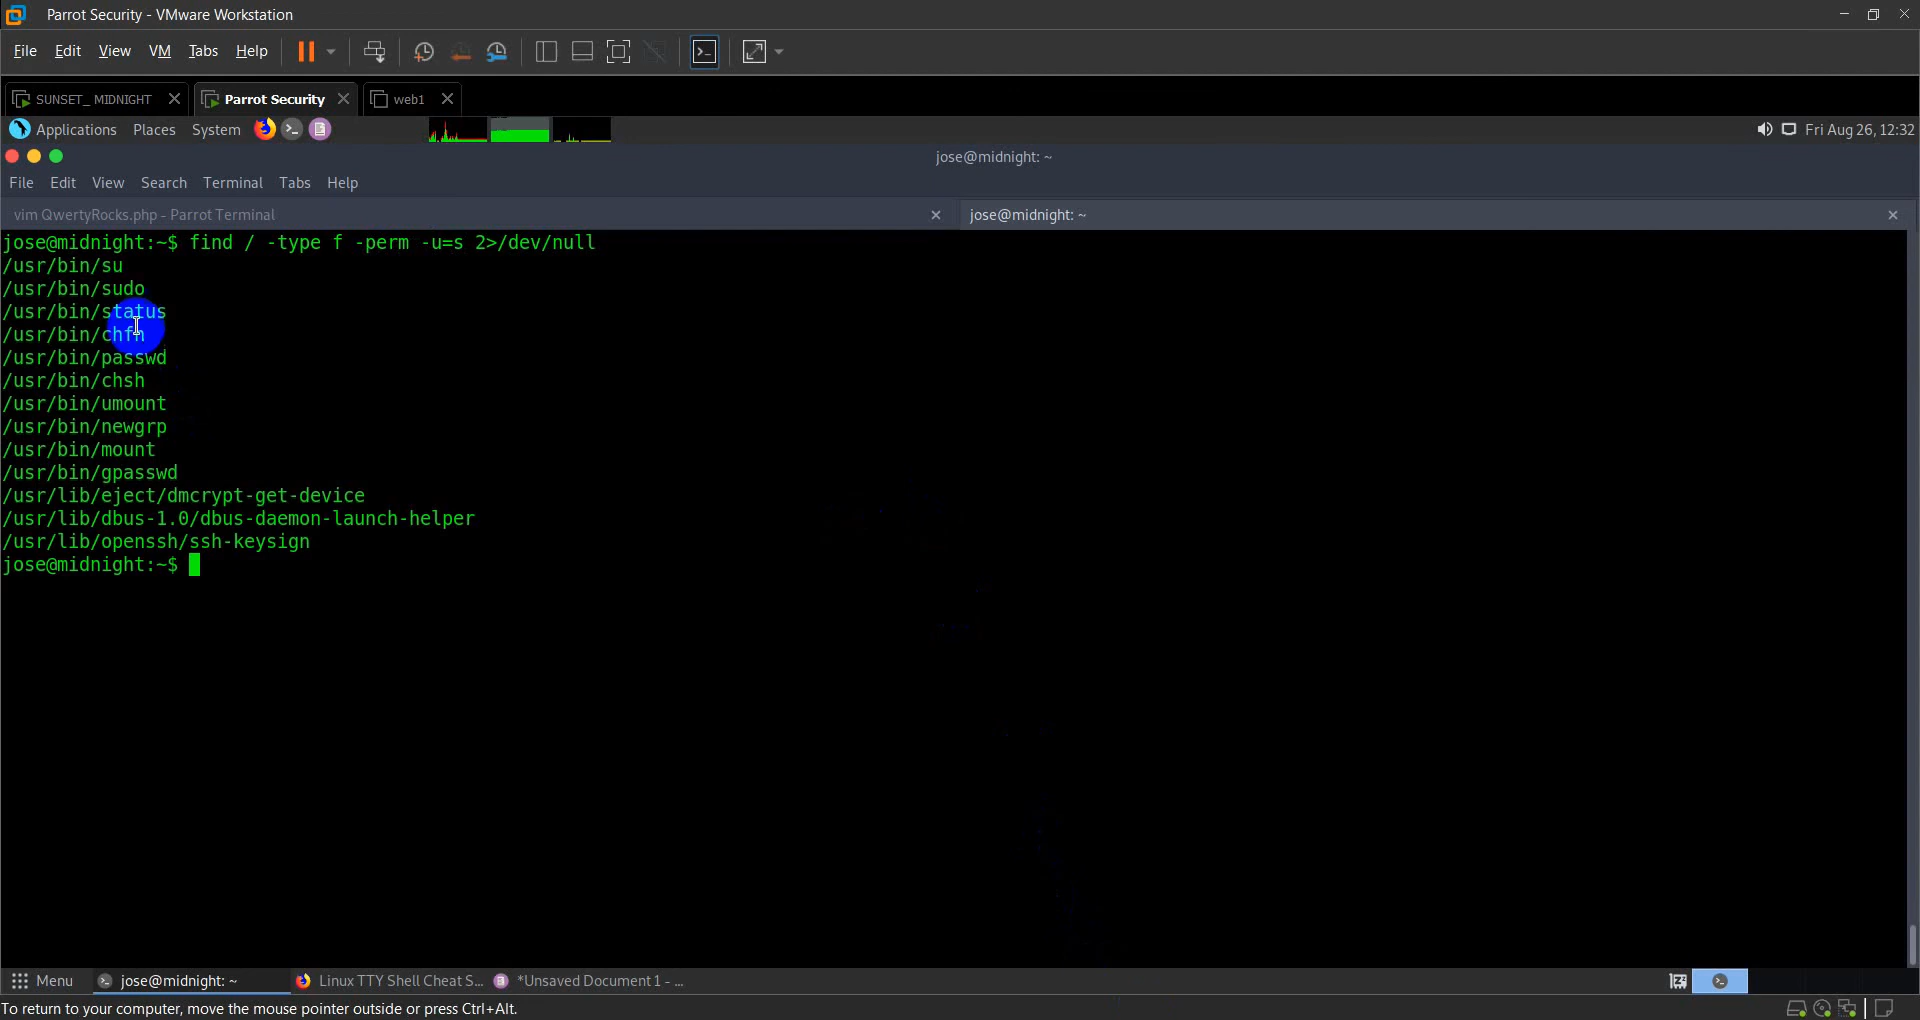 Parrot Security - VMware Workstation
File Edit View VM Tabs Help
SUNSET_ MIDNIGHT Parrot Security web1
Applications Places System Fri Aug 26, 12:32
jose@midnight: ~
File Edit View Search Terminal Tabs Help
vim QwertyRocks.php - Parrot Terminal jose@midnight: ~
jose@midnight:~$ find / -type f -perm -u=s 2>/dev/null
/usr/bin/su
/usr/bin/sudo
/usr/bin/status
/usr/bin/chfn
/usr/bin/passwd
/usr/bin/chsh
/usr/bin/umount
/usr/bin/newgrp
/usr/bin/mount
/usr/bin/gpasswd
/usr/lib/eject/dmcrypt-get-device
/usr/lib/dbus-1.0/dbus-daemon-launch-helper
/usr/lib/openssh/ssh-keysign
jose@midnight:~$
Menu jose@midnight: ~ Linux TTY Shell Cheat S... *Unsaved Document 1 - ...
To return to your computer, move the mouse pointer outside or press Ctrl+Alt.